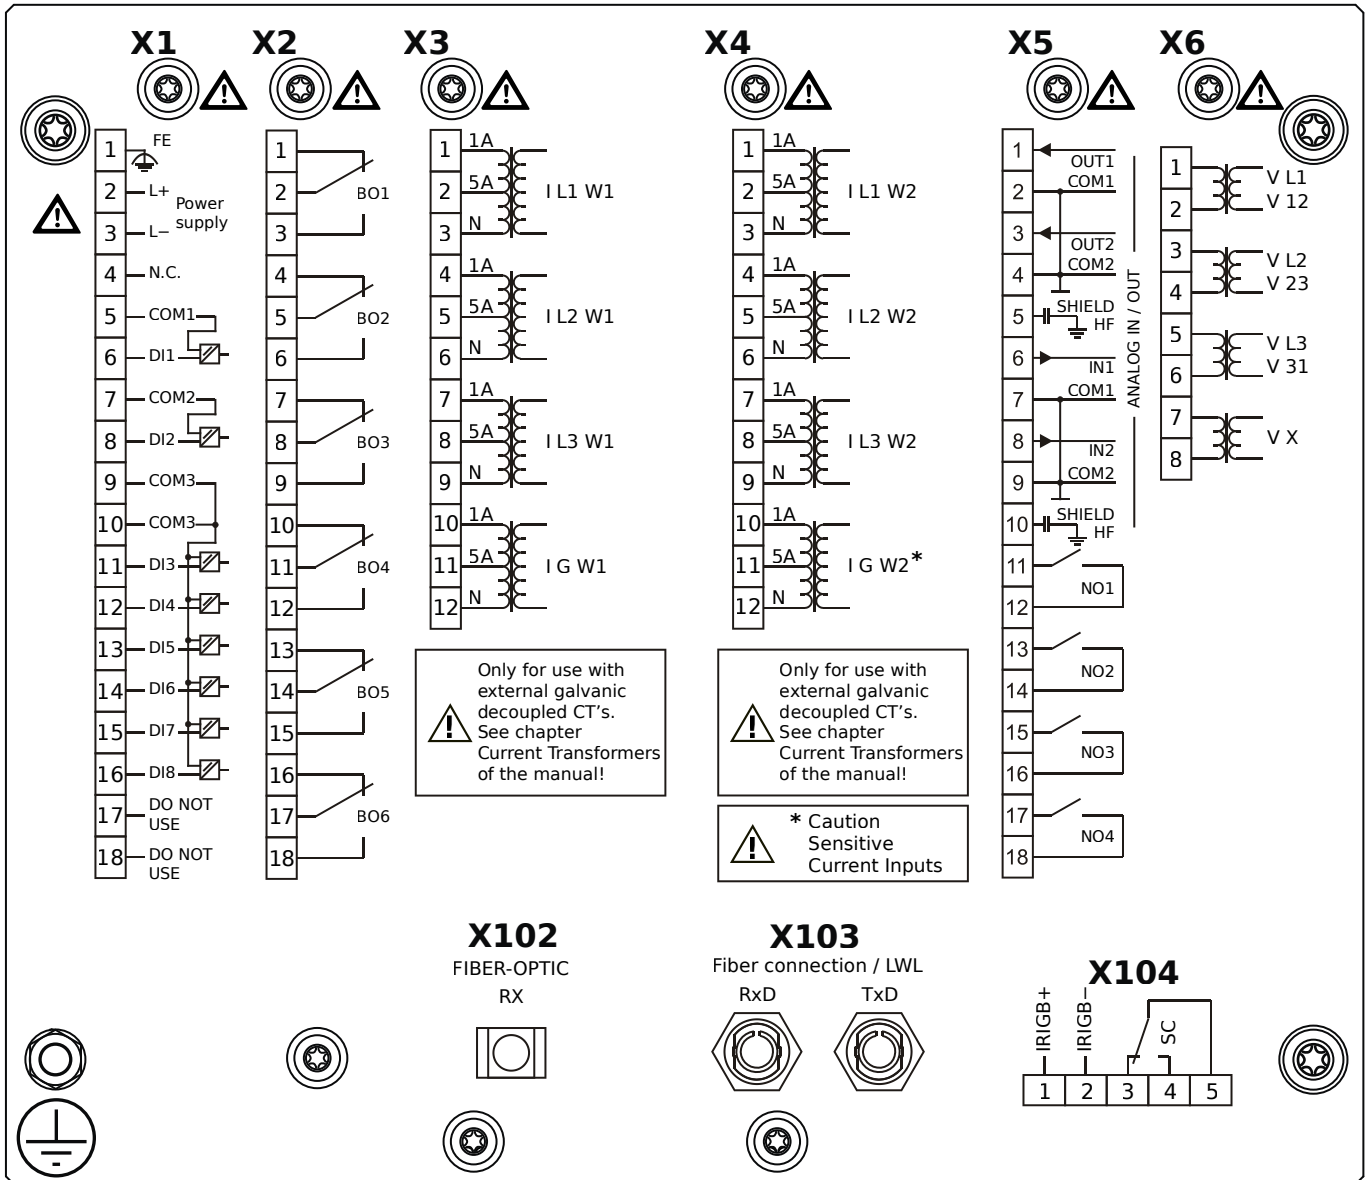 X1 X2 X3 X4 X5 X6
1 FE
2 L+ Power
supply
3 L−
4 N.C.
5 COM1
6 DI1
7 COM2
8 DI2
9 COM3
10 COM3
11 DI3
12 DI4
13 DI5
14 DI6
15 DI7
16 DI8
17 DO NOT
USE
18 DO NOT
USE
1
2 BO1
3
4
5 BO2
6
7
8 BO3
9
10
11 BO4
12
13
14 BO5
15
16
17 BO6
18
1 1A
2 5A I L1 W1
3 N
4 1A
5 5A I L2 W1
6 N
7 1A
8 5A I L3 W1
9 N
10 1A
11 5A I G W1
12 N
Only for use with
external galvanic
decoupled CT's.
See chapter
Current Transformers
of the manual!
1 1A
2 5A I L1 W2
3 N
4 1A
5 5A I L2 W2
6 N
7 1A
8 5A I L3 W2
9 N
10 1A
11 5A I G W2*
12 N
Only for use with
external galvanic
decoupled CT's.
See chapter
Current Transformers
of the manual!
* Caution
Sensitive
Current Inputs
1 OUT1
2 COM1
3 OUT2
4 COM2
5 SHIELD
HF
6 IN1
7 COM1
8 IN2
9 COM2
10 SHIELD
HF
ANALOG IN / OUT
11
NO1
12
13
NO2
14
15
NO3
16
17
NO4
18
1 V L1
2 V 12
3 V L2
4 V 23
5 V L3
6 V 31
7 V X
8
X102
FIBER-OPTIC
RX
X103
Fiber connection / LWL
RxD TxD
X104
IRIGB+ IRIGB− SC
1 2 3 4 5